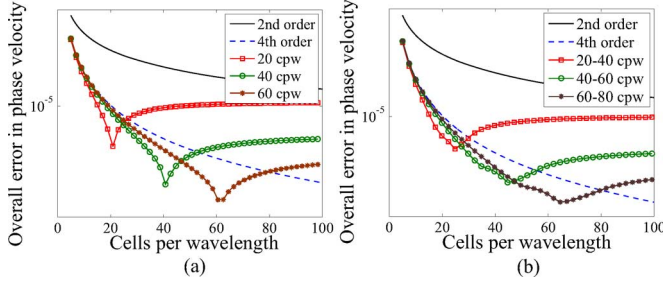 Overall error in phase velocity
10⁻⁵
2nd order
4th order
20 cpw
40 cpw
60 cpw
0 20 40 60 80 100
Cells per wavelength
(a)
Overall error in phase velocity
10⁻⁵
2nd order
4th order
20-40 cpw
40-60 cpw
60-80 cpw
0 20 40 60 80 100
Cells per wavelength
(b)